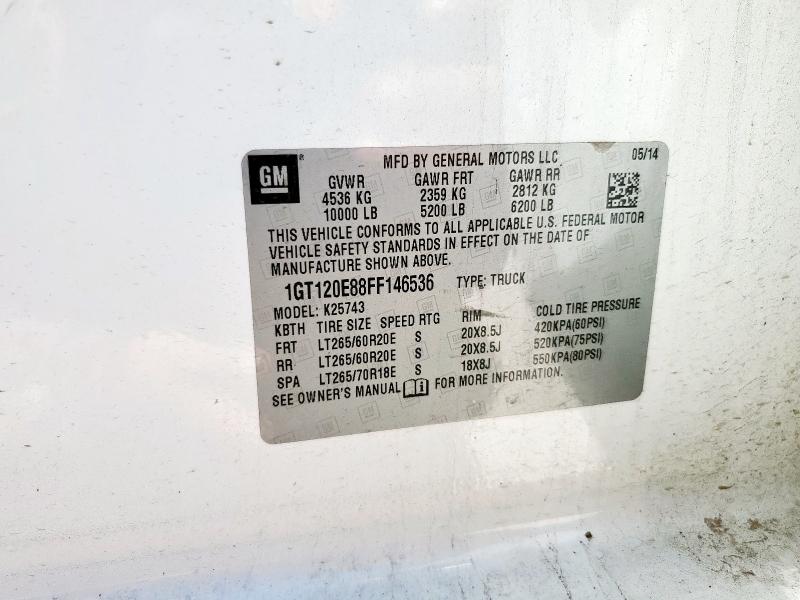 GM
MFD BY GENERAL MOTORS LLC 05/14
GVWR GAWR FRT GAWR RR
4536 KG 2359 KG 2812 KG
10000 LB 5200 LB 6200 LB
THIS VEHICLE CONFORMS TO ALL APPLICABLE U.S. FEDERAL MOTOR
VEHICLE SAFETY STANDARDS IN EFFECT ON THE DATE OF
MANUFACTURE SHOWN ABOVE.
1GT120E88FF146536 TYPE: TRUCK
MODEL: K25743
KBTH TIRE SIZE SPEED RTG RIM COLD TIRE PRESSURE
FRT LT265/60R20E S 20X8.5J 420KPA(60PSI)
RR LT265/60R20E S 20X8.5J 520KPA(75PSI)
SPA LT265/70R18E S 18X8J 550KPA(80PSI)
SEE OWNER'S MANUAL FOR MORE INFORMATION.